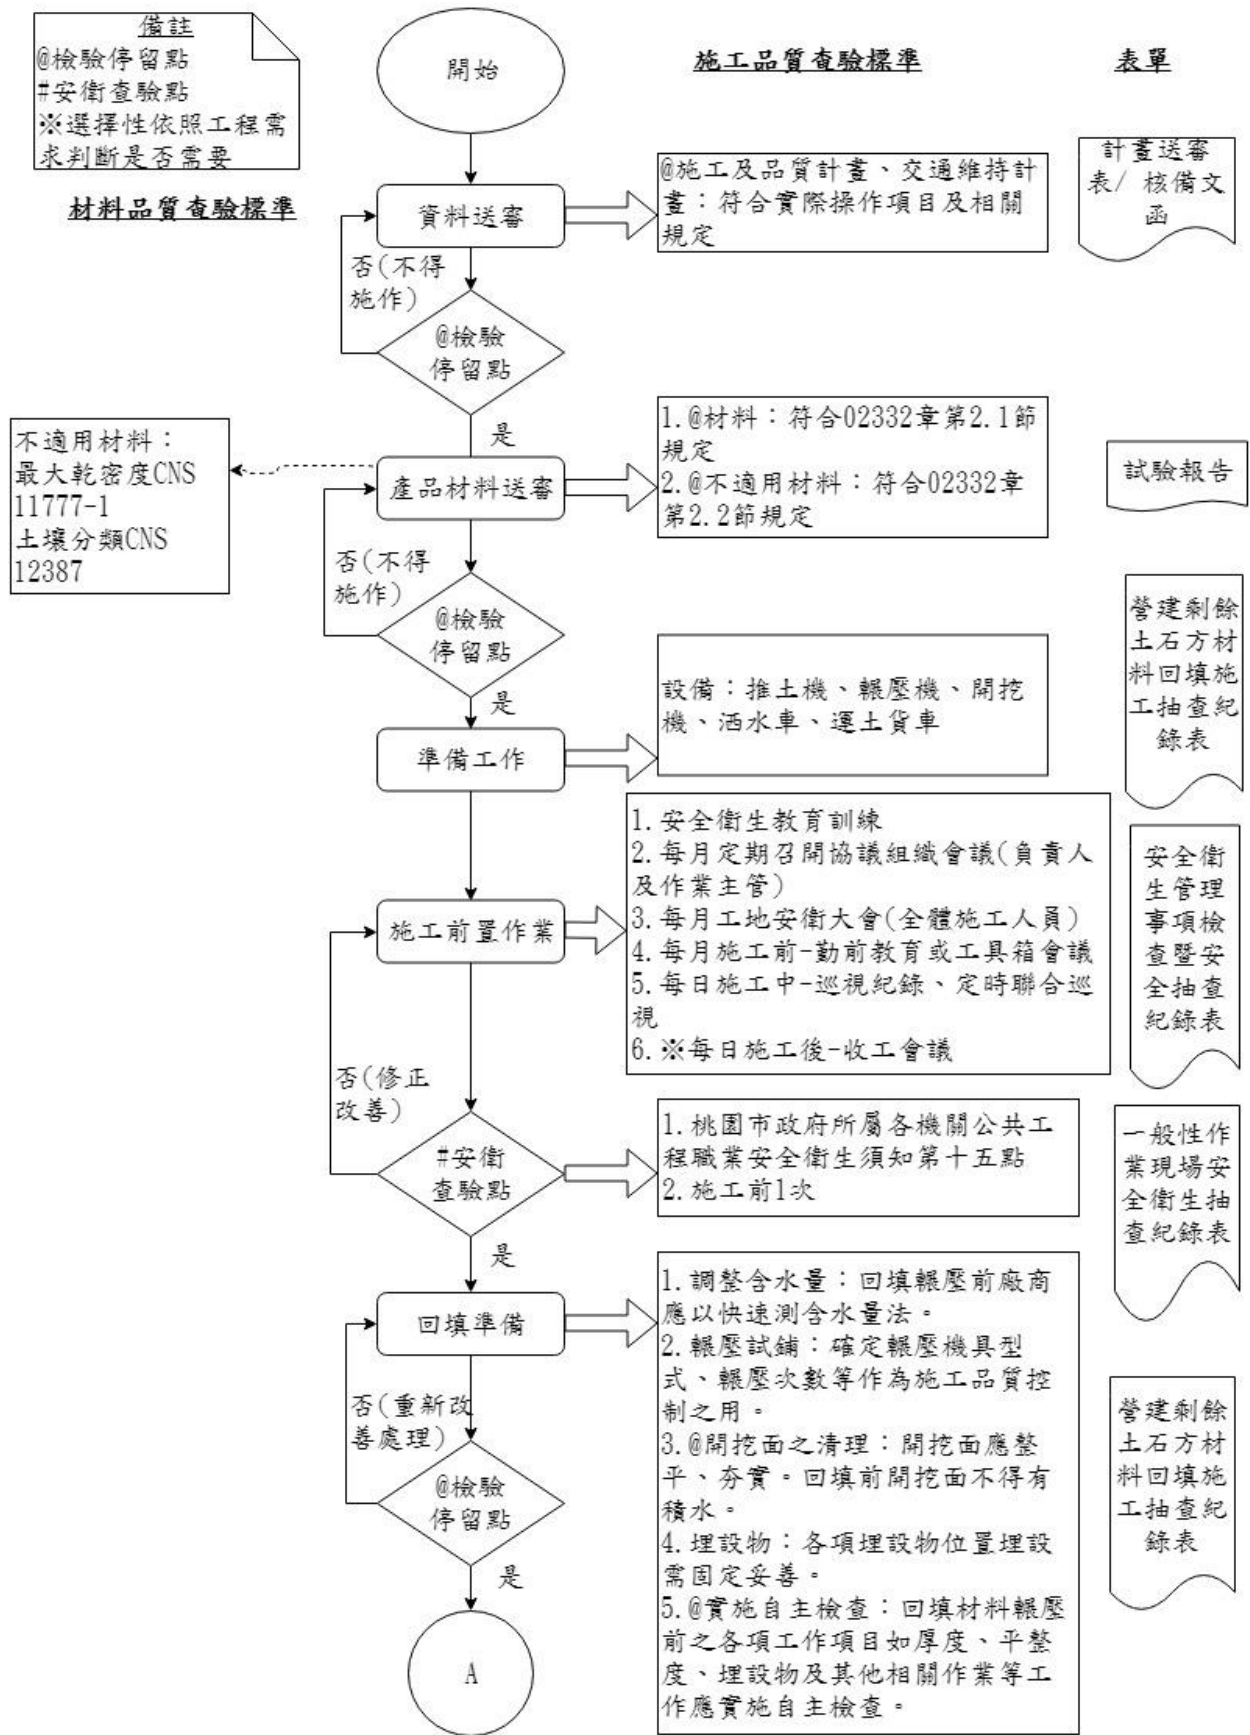 備註
@檢驗停留點
#安衛查驗點
※選擇性依照工程需
求判斷是否需要
開始
施工品質查驗標準
表單
材料品質查驗標準
資料送審
@施工及品質計畫、交通維持計
畫：符合實際操作項目及相關
規定
計畫送審
表/ 核備文
函
否(不得
施作)
@檢驗
停留點
是
不適用材料：
最大乾密度CNS
11777-1
土壤分類CNS
12387
產品材料送審
1.@材料：符合02332章第2.1節
規定
2.@不適用材料：符合02332章
第2.2節規定
試驗報告
否(不得
施作)
@檢驗
停留點
是
營建剩餘
土石方材
料回填施
工抽查紀
錄表
準備工作
設備：推土機、輾壓機、開挖
機、洒水車、運土貨車
施工前置作業
1.安全衛生教育訓練
2.每月定期召開協議組織會議(負責人
及作業主管)
3.每月工地安衛大會(全體施工人員)
4.每月施工前-勤前教育或工具箱會議
5.每日施工中-巡視紀錄、定時聯合巡
視
6.※每日施工後-收工會議
安全衛
生管理
事項檢
查暨安
全抽查
紀錄表
否(修正
改善)
#安衛
查驗點
是
1.桃園市政府所屬各機關公共工
程職業安全衛生須知第十五點
2.施工前1次
一般性作
業現場安
全衛生抽
查紀錄表
回填準備
1.調整含水量：回填輾壓前廠商
應以快速測含水量法。
2.輾壓試鋪：確定輾壓機具型
式、輾壓次數等作為施工品質控
制之用。
3.@開挖面之清理：開挖面應整
平、夯實。回填前開挖面不得有
積水。
4.埋設物：各項埋設物位置埋設
需固定妥善。
5.@實施自主檢查：回填材料輾壓
前之各項工作項目如厚度、平整
度、埋設物及其他相關作業等工
作應實施自主檢查。
營建剩餘
土石方材
料回填施
工抽查紀
錄表
否(重新改
善處理)
@檢驗
停留點
是
A